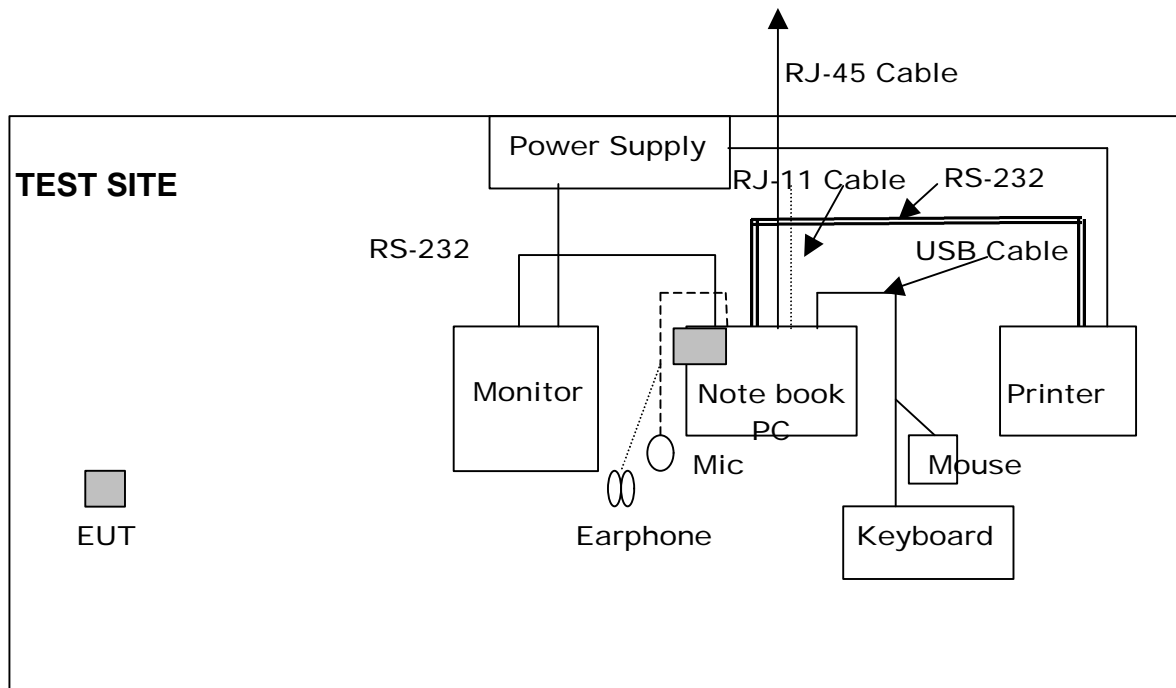 RJ-45 Cable
Power Supply
TEST SITE
RJ-11 Cable
RS-232
RS-232
USB Cable
Monitor
Note book
PC
Printer
Mic
Mouse
EUT
Earphone
Keyboard